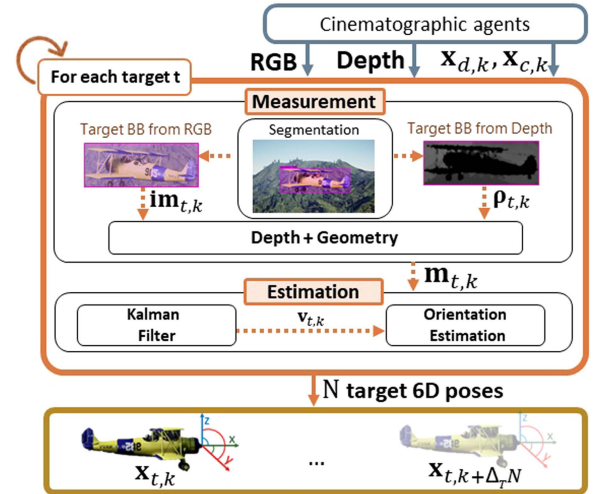 Cinematographic agents
RGB Depth x_{d,k}, x_{c,k}
For each target t
Measurement
Target BB from RGB
Segmentation
Target BB from Depth
im_{t,k}
ρ_{t,k}
Depth + Geometry
m_{t,k}
Estimation
Kalman
Filter
v_{t,k}
Orientation
Estimation
N target 6D poses
z
x
y
x_{t,k}
...
z
x
y
x_{t,k+Δ_T N}